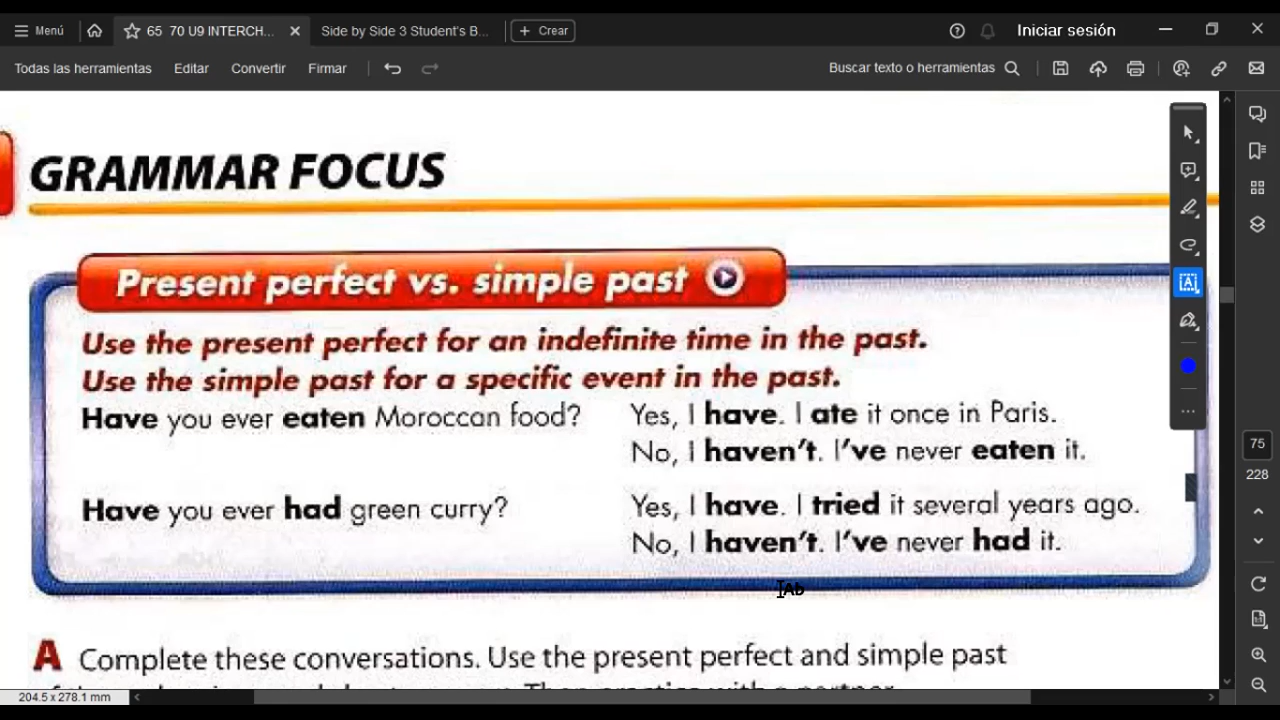 Menú
65 70 U9 INTERCH...
Side by Side 3 Student's B...
Crear
Iniciar sesión
Todas las herramientas
Editar
Convertir
Firmar
Buscar texto o herramientas
GRAMMAR FOCUS
Present perfect vs. simple past
Use the present perfect for an indefinite time in the past.
Use the simple past for a specific event in the past.
Have you ever eaten Moroccan food?
Yes, I have. I ate it once in Paris.
No, I haven't. I've never eaten it.
Have you ever had green curry?
Yes, I have. I tried it several years ago.
No, I haven't. I've never had it.
A Complete these conversations. Use the present perfect and simple past
75
228
204.5 x 278.1 mm